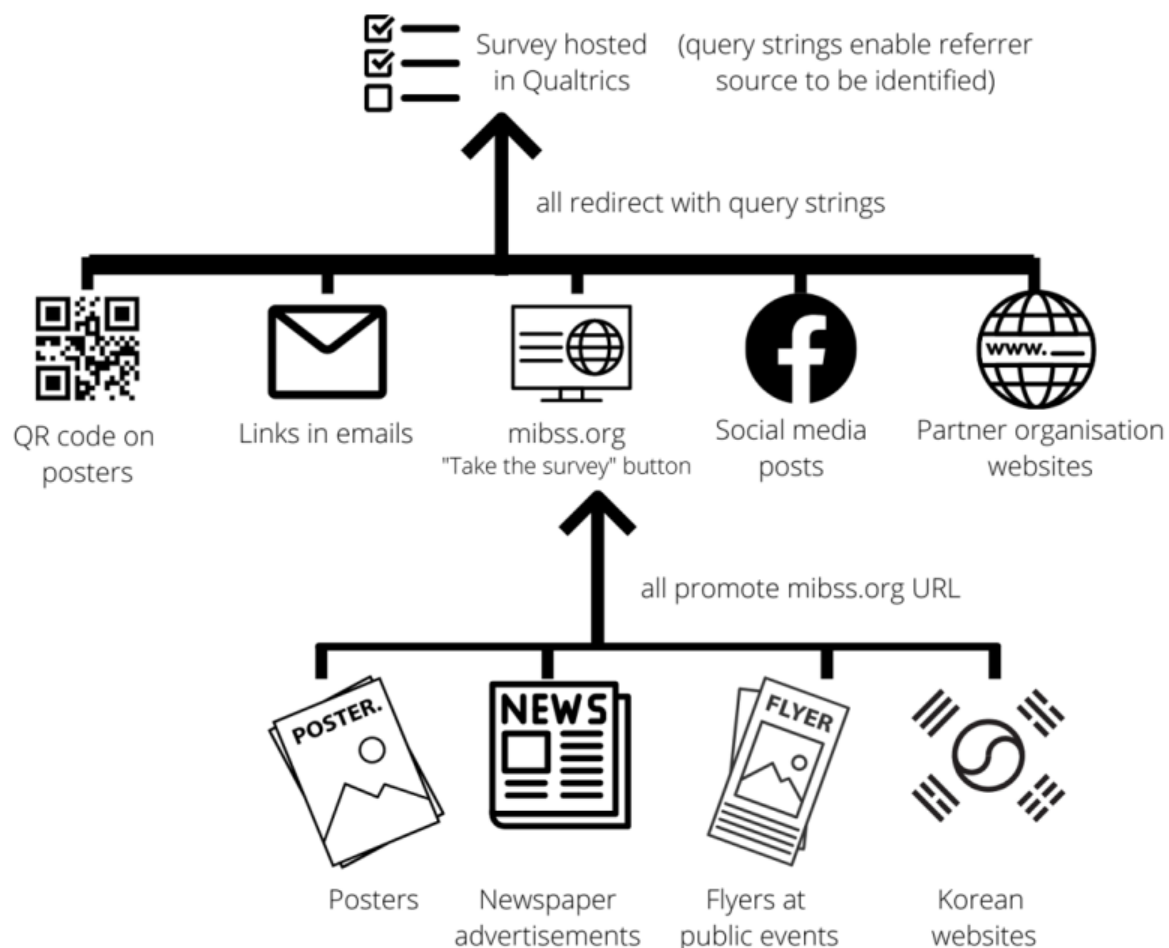 Survey hosted
in Qualtrics
(query strings enable referrer
source to be identified)
all redirect with query strings
www.
QR code on
posters
Links in emails
mibss.org
"Take the survey" button
Social media
posts
Partner organisation
websites
all promote mibss.org URL
POSTER.
NEWS
FLYER
Posters
Newspaper
advertisements
Flyers at
public events
Korean
websites